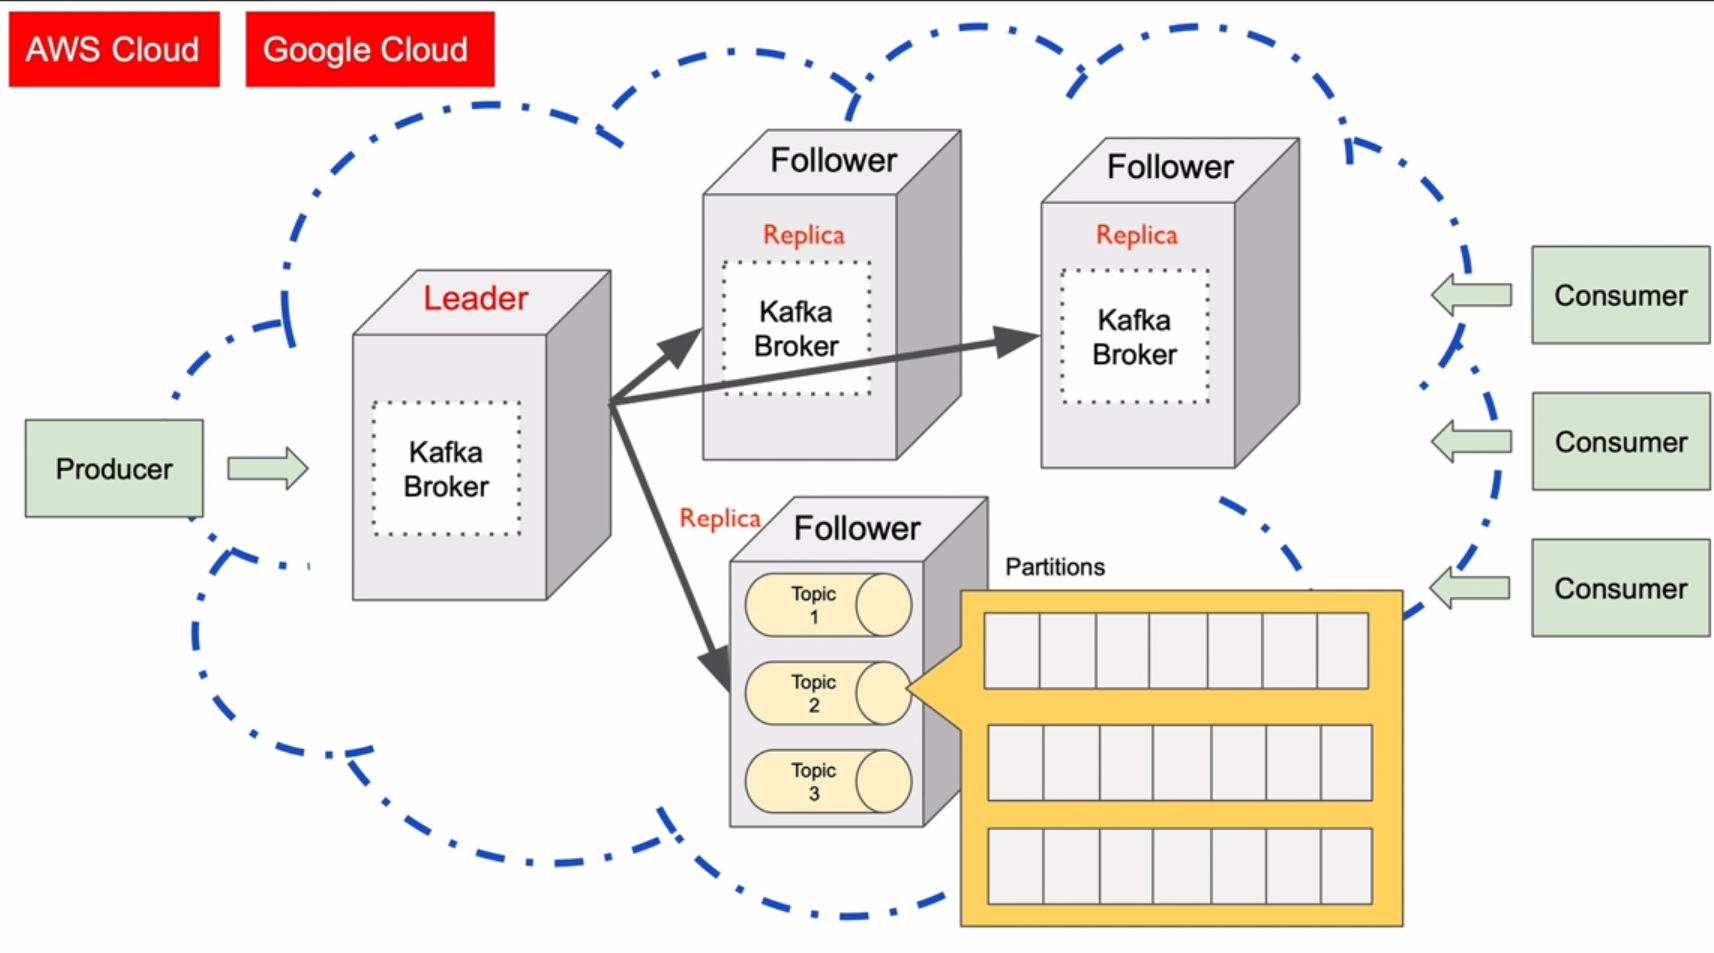 AWS Cloud
Google Cloud
Follower
Replica
Kafka
Broker
Follower
Replica
Kafka
Broker
Leader
Kafka
Broker
Producer
Consumer
Consumer
Consumer
Replica
Follower
Topic
1
Topic
2
Topic
3
Partitions